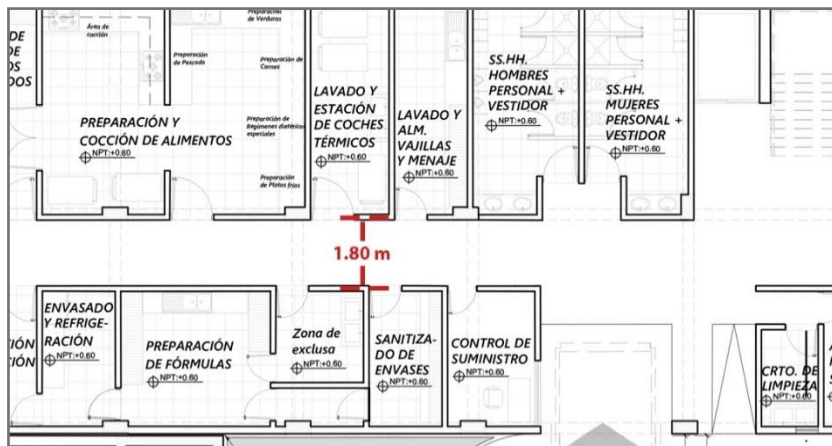 DE
DE
OS
DOS
Área de
cocción
Preparación
de Pescado
Preparación
de Verduras
Preparación de
Carnes
Preparación de
Regímenes dietéticos
especiales
Preparación
de Platos fríos
PREPARACIÓN Y
COCCIÓN DE ALIMENTOS
NPT:+0.60
LAVADO Y
ESTACIÓN
DE COCHES
TÉRMICOS
NPT:+0.60
LAVADO Y
ALM.
VAJILLAS
Y MENAJE
NPT:+0.60
SS.HH.
HOMBRES
PERSONAL +
VESTIDOR
NPT:+0.60
SS.HH.
MUJERES
PERSONAL +
VESTIDOR
NPT:+0.60
1.80 m
CIÓN
CIÓN
ENVASADO
Y REFRIGE-
RACIÓN
NPT:+0.60
PREPARACIÓN
DE FÓRMULAS
NPT:+0.60
Zona de
exclusa
NPT:+0.60
SANITIZA-
DO DE
ENVASES
NPT:+0.60
CONTROL DE
SUMINISTRO
NPT:+0.60
CRTO. DE
LIMPIEZA
NPT:+0.60